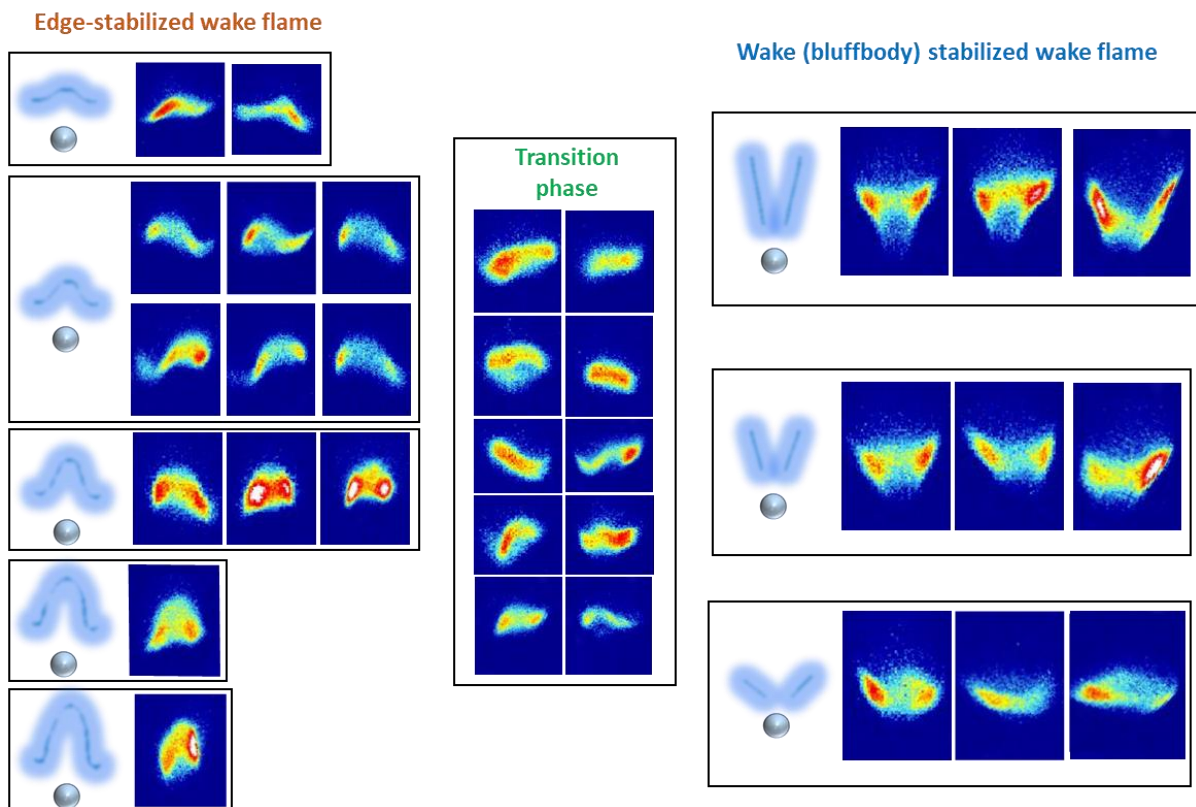 Edge-stabilized wake flame
Wake (bluffbody) stabilized wake flame
Transition
phase